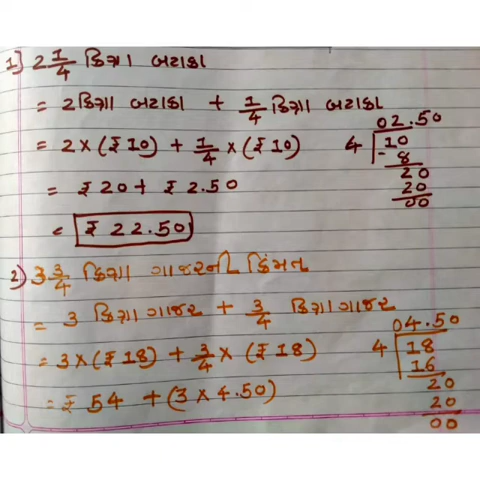 1) 2 1/4 કિગ્રા બટાકા
= 2 કિગ્રા બટાકા + 1/4 કિગ્રા બટાકા
= 2 × (₹ 10) + 1/4 × (₹ 10)
= ₹ 20 + ₹ 2.50
= ₹ 22.50
02.50
4 10
- 8
20
20
00
2) 3 3/4 કિગ્રા ગાજરની કિંમત
= 3 કિગ્રા ગાજર + 3/4 કિગ્રા ગાજર
= 3 × (₹ 18) + 3/4 × (₹ 18)
= ₹ 54 + (3 × 4.50)
04.50
4 18
16
20
20
00